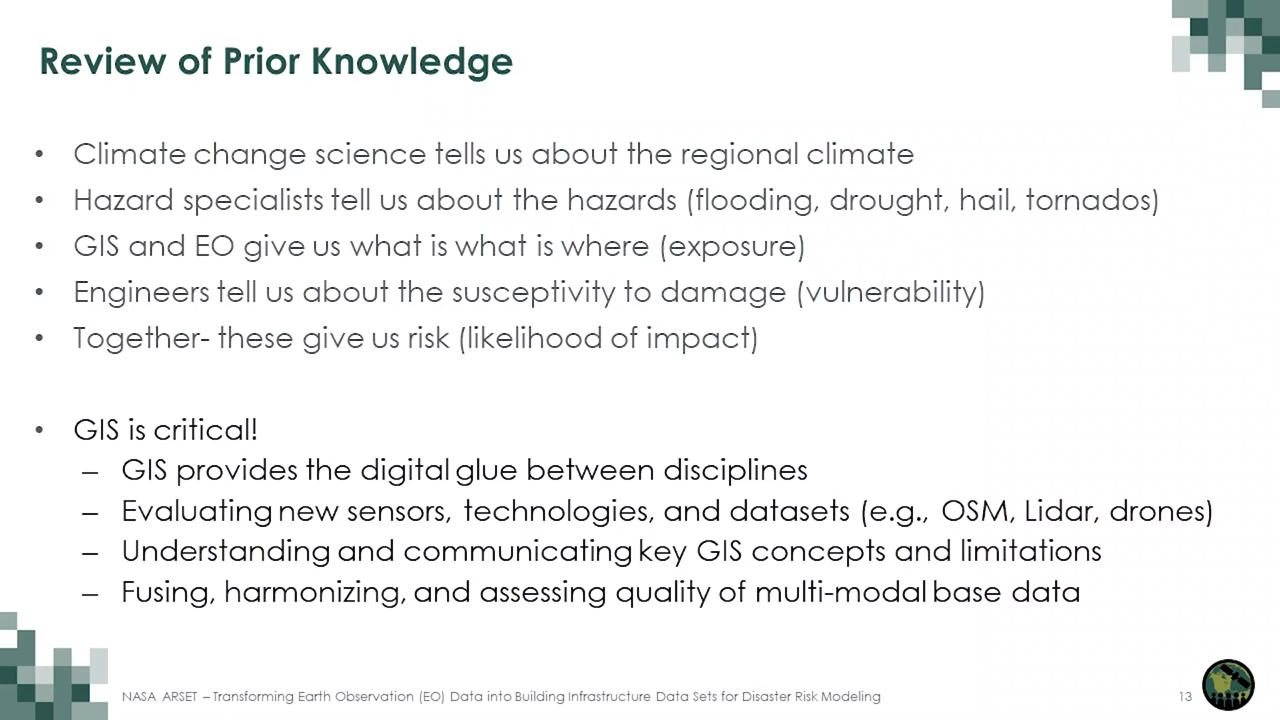 Review of Prior Knowledge
• Climate change science tells us about the regional climate
• Hazard specialists tell us about the hazards (flooding, drought, hail, tornados)
• GIS and EO give us what is what is where (exposure)
• Engineers tell us about the susceptivity to damage (vulnerability)
• Together- these give us risk (likelihood of impact)
• GIS is critical!
– GIS provides the digital glue between disciplines
– Evaluating new sensors, technologies, and datasets (e.g., OSM, Lidar, drones)
– Understanding and communicating key GIS concepts and limitations
– Fusing, harmonizing, and assessing quality of multi-modal base data
NASA ARSET – Transforming Earth Observation (EO) Data into Building Infrastructure Data Sets for Disaster Risk Modeling
13